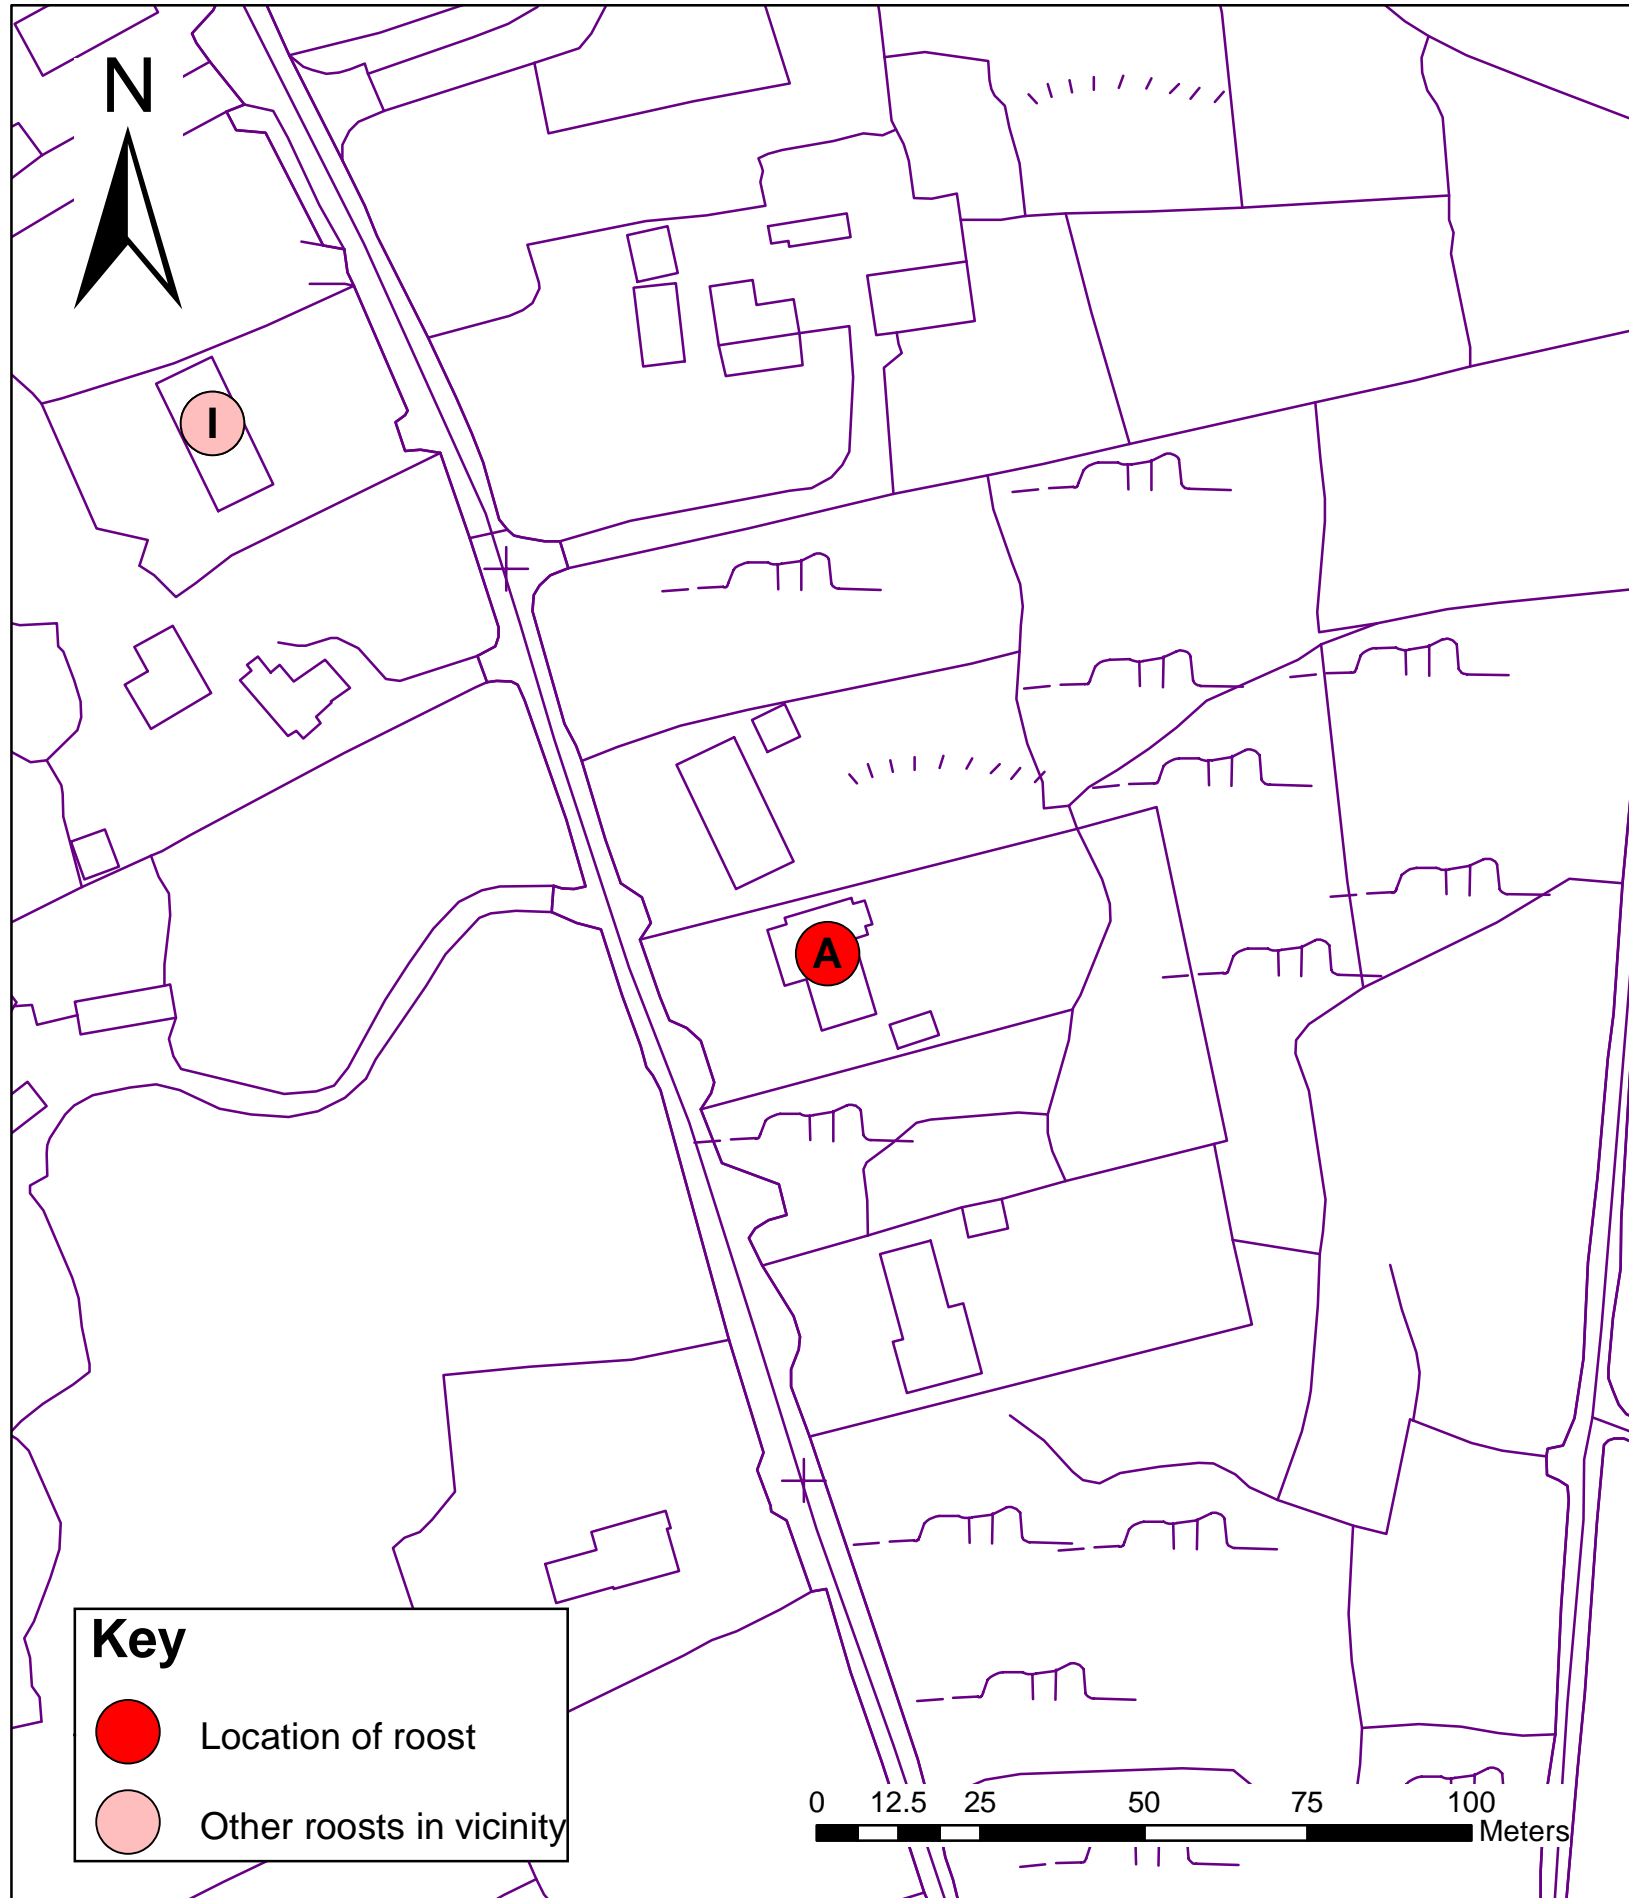 N
I
A
Key
Location of roost
Other roosts in vicinity
0 12.5 25 50 75 100
Meters